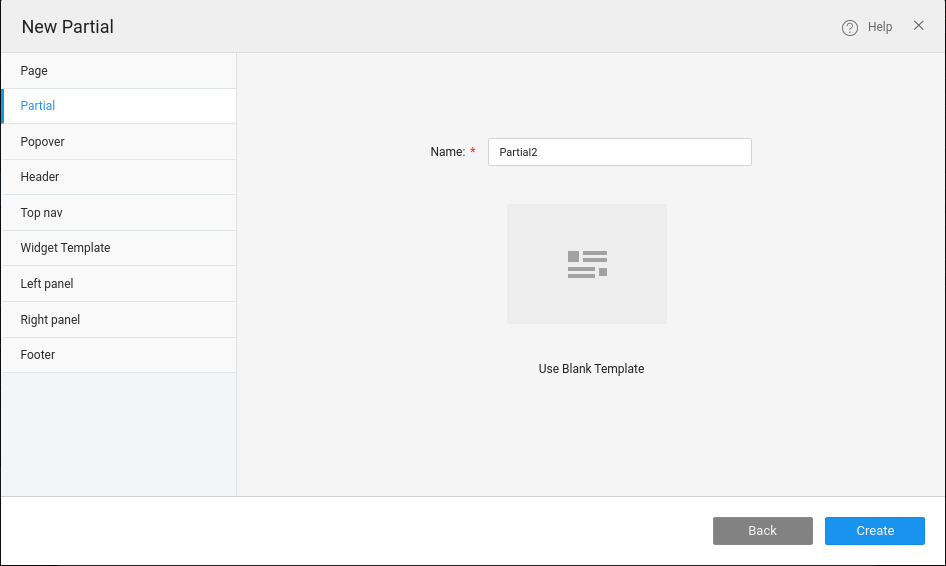 New Partial
Help
Page
Partial
Popover
Header
Top nav
Widget Template
Left panel
Right panel
Footer
Name: *
Partial2
Use Blank Template
Back
Create